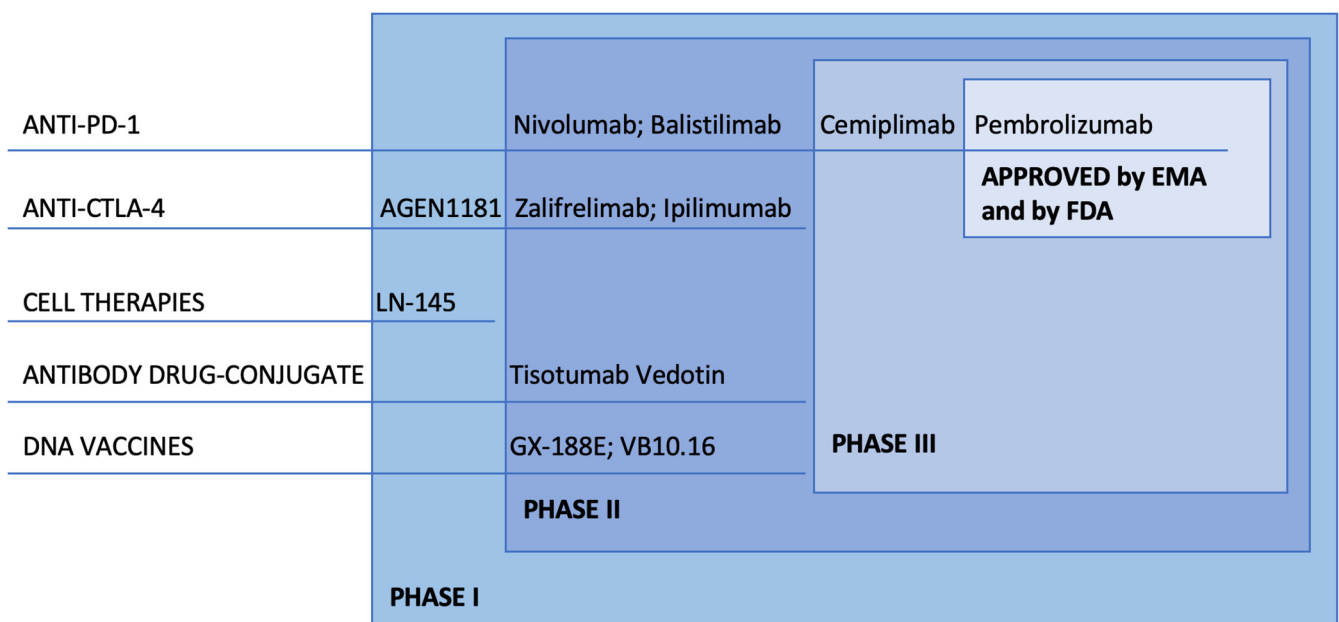 ANTI-PD-1 Nivolumab; Balistilimab Cemiplimab Pembrolizumab
APPROVED by EMA
and by FDA
ANTI-CTLA-4 AGEN1181 Zalifrelimab; Ipilimumab
CELL THERAPIES LN-145
ANTIBODY DRUG-CONJUGATE Tisotumab Vedotin
DNA VACCINES GX-188E; VB10.16
PHASE III
PHASE II
PHASE I